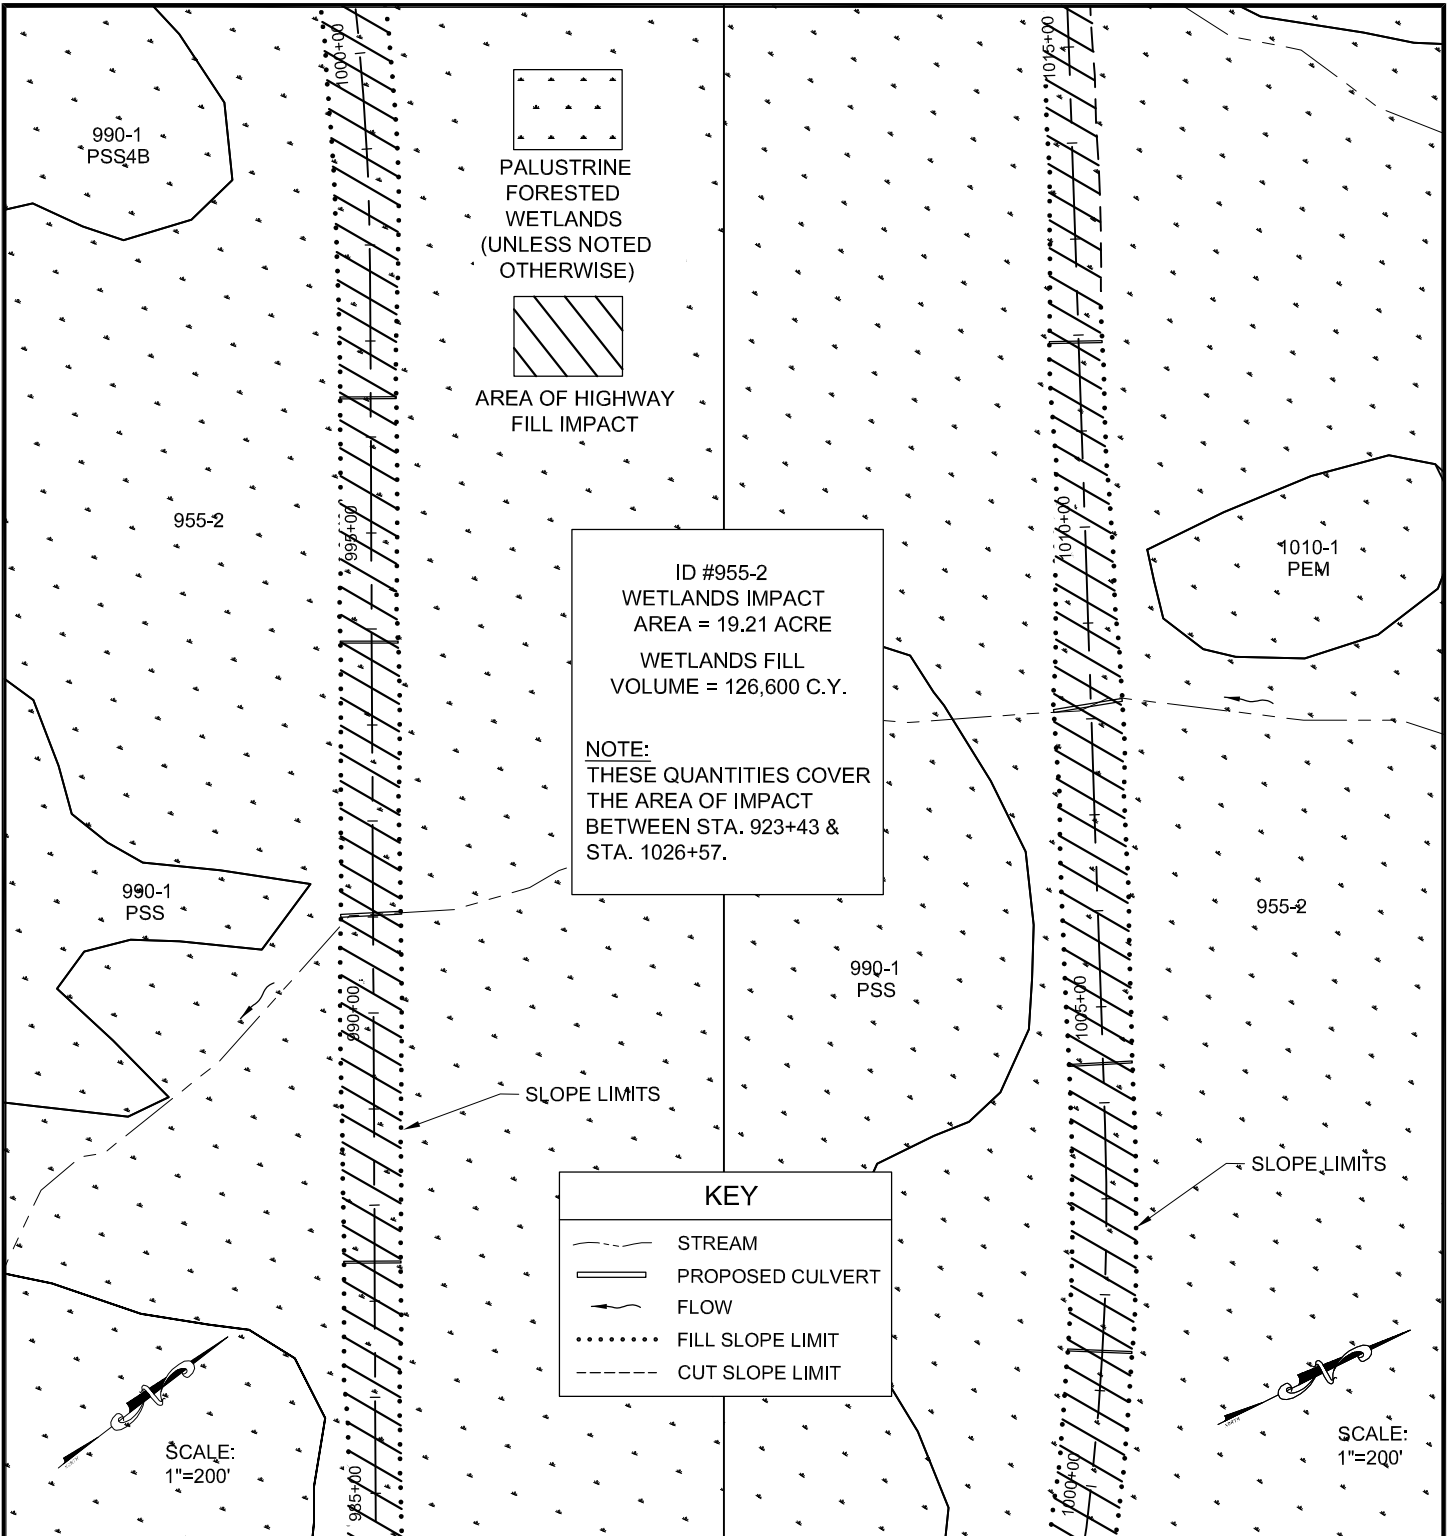 1000+00
990-1
PSS4B
955-2
995+00
990-1
PSS
990+00
SLOPE LIMITS
985+00
SCALE:
1"=200'
PALUSTRINE
FORESTED
WETLANDS
(UNLESS NOTED
OTHERWISE)
AREA OF HIGHWAY
FILL IMPACT
ID #955-2
WETLANDS IMPACT
AREA = 19.21 ACRE
WETLANDS FILL
VOLUME = 126,600 C.Y.
NOTE:
THESE QUANTITIES COVER
THE AREA OF IMPACT
BETWEEN STA. 923+43 &
STA. 1026+57.
KEY
STREAM
PROPOSED CULVERT
FLOW
FILL SLOPE LIMIT
CUT SLOPE LIMIT
1015+00
1010+00
1010-1
PEM
955-2
990-1
PSS
1005+00
SLOPE LIMITS
1000+00
SCALE:
1"=200'